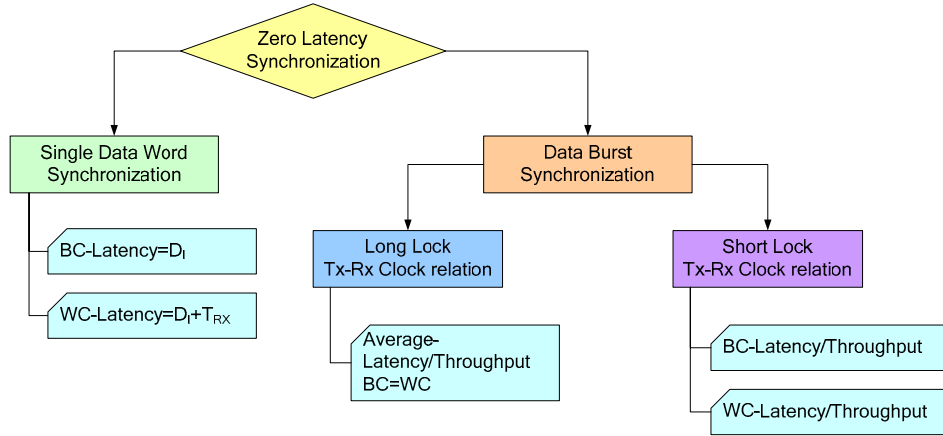 Zero Latency
Synchronization
Single Data Word
Synchronization
BC-Latency=DI
WC-Latency=DI+TRX
Data Burst
Synchronization
Long Lock
Tx-Rx Clock relation
Average-
Latency/Throughput
BC=WC
Short Lock
Tx-Rx Clock relation
BC-Latency/Throughput
WC-Latency/Throughput